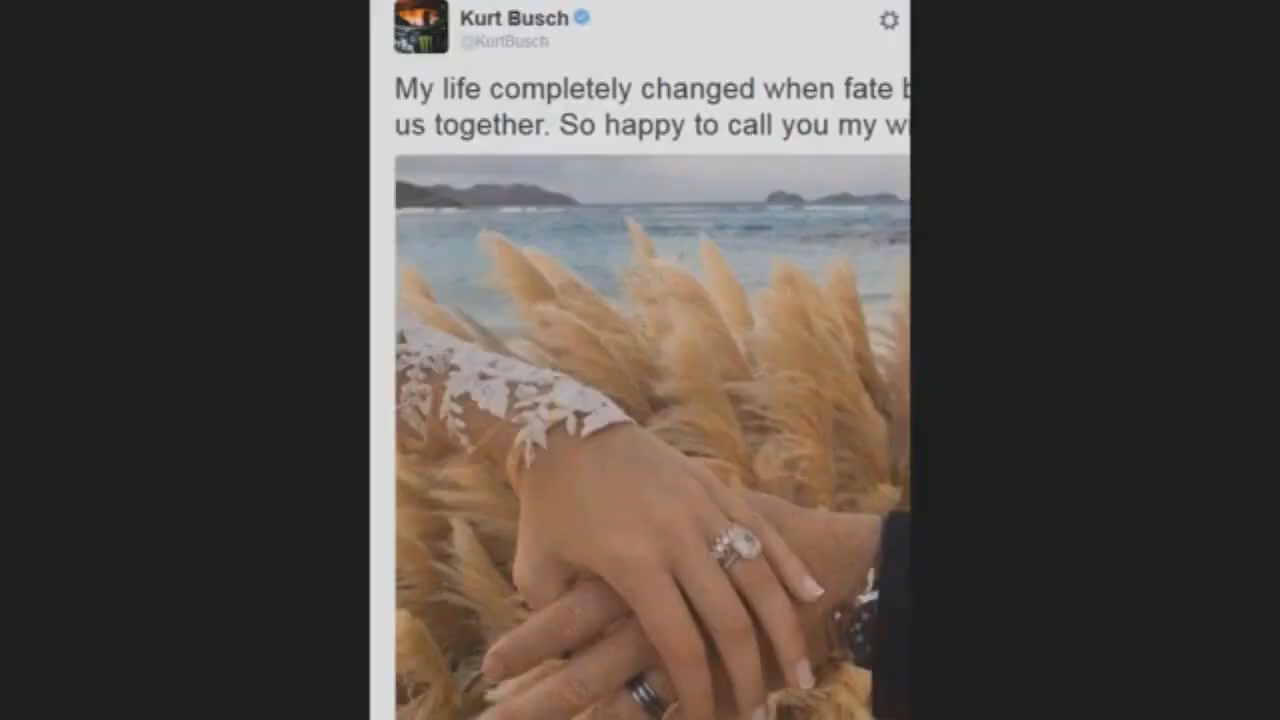 Kurt Busch
@KurtBusch
My life completely changed when fate
us together. So happy to call you my